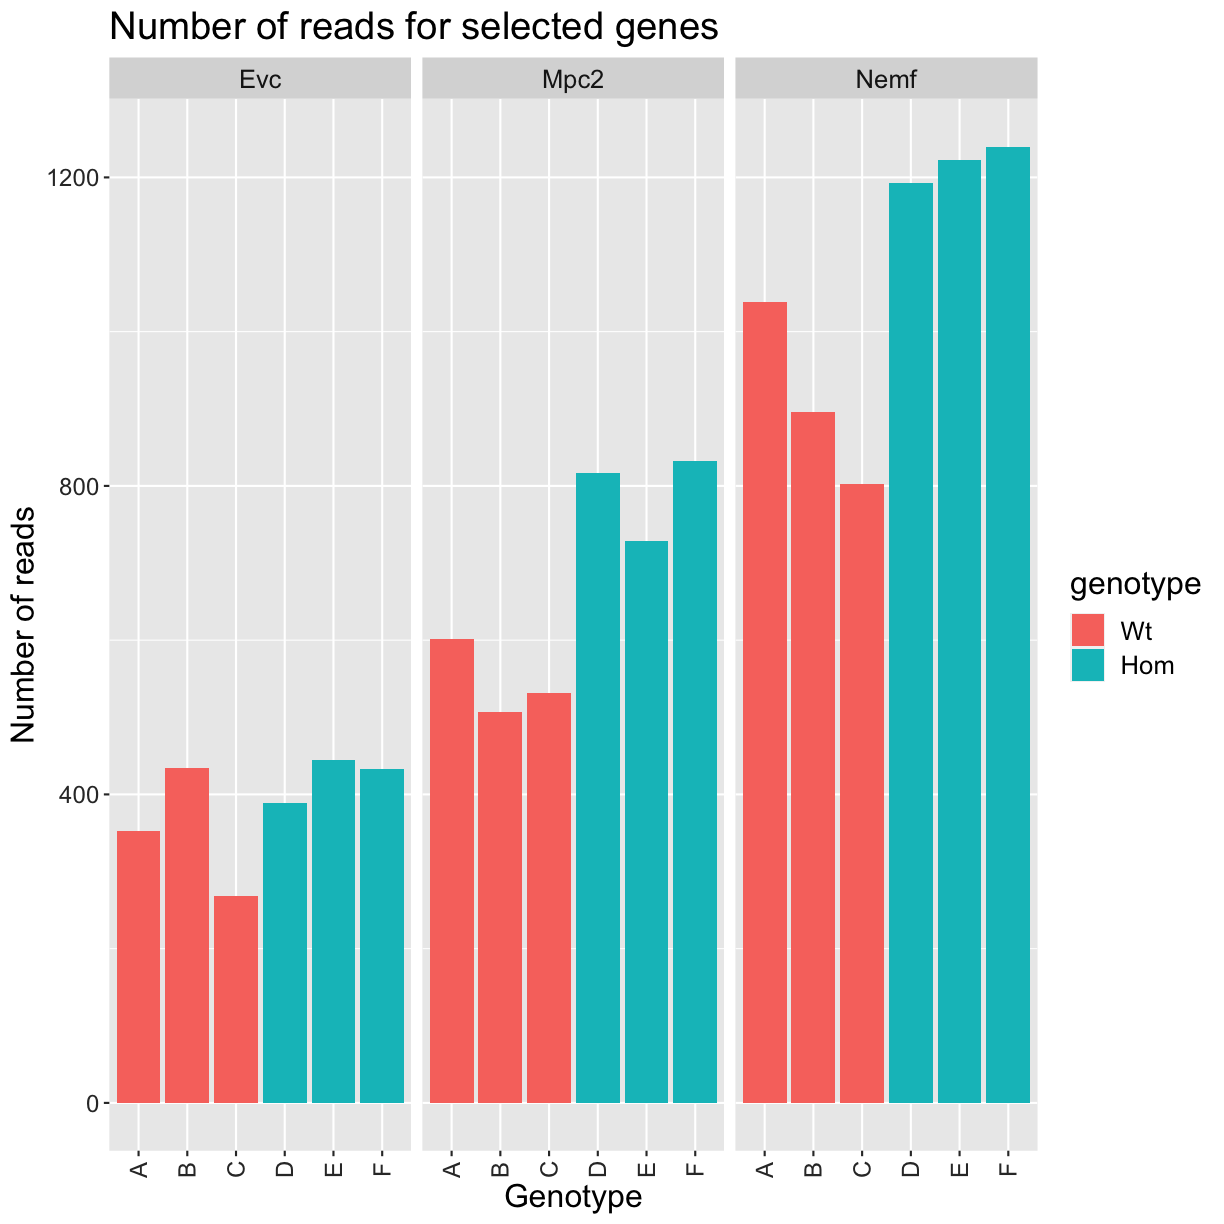 Number of reads for selected genes
Evc Mpc2 Nemf
1200
800
400
0
Number of reads
A B C D E F A B C D E F A B C D E F
Genotype
genotype
Wt
Hom